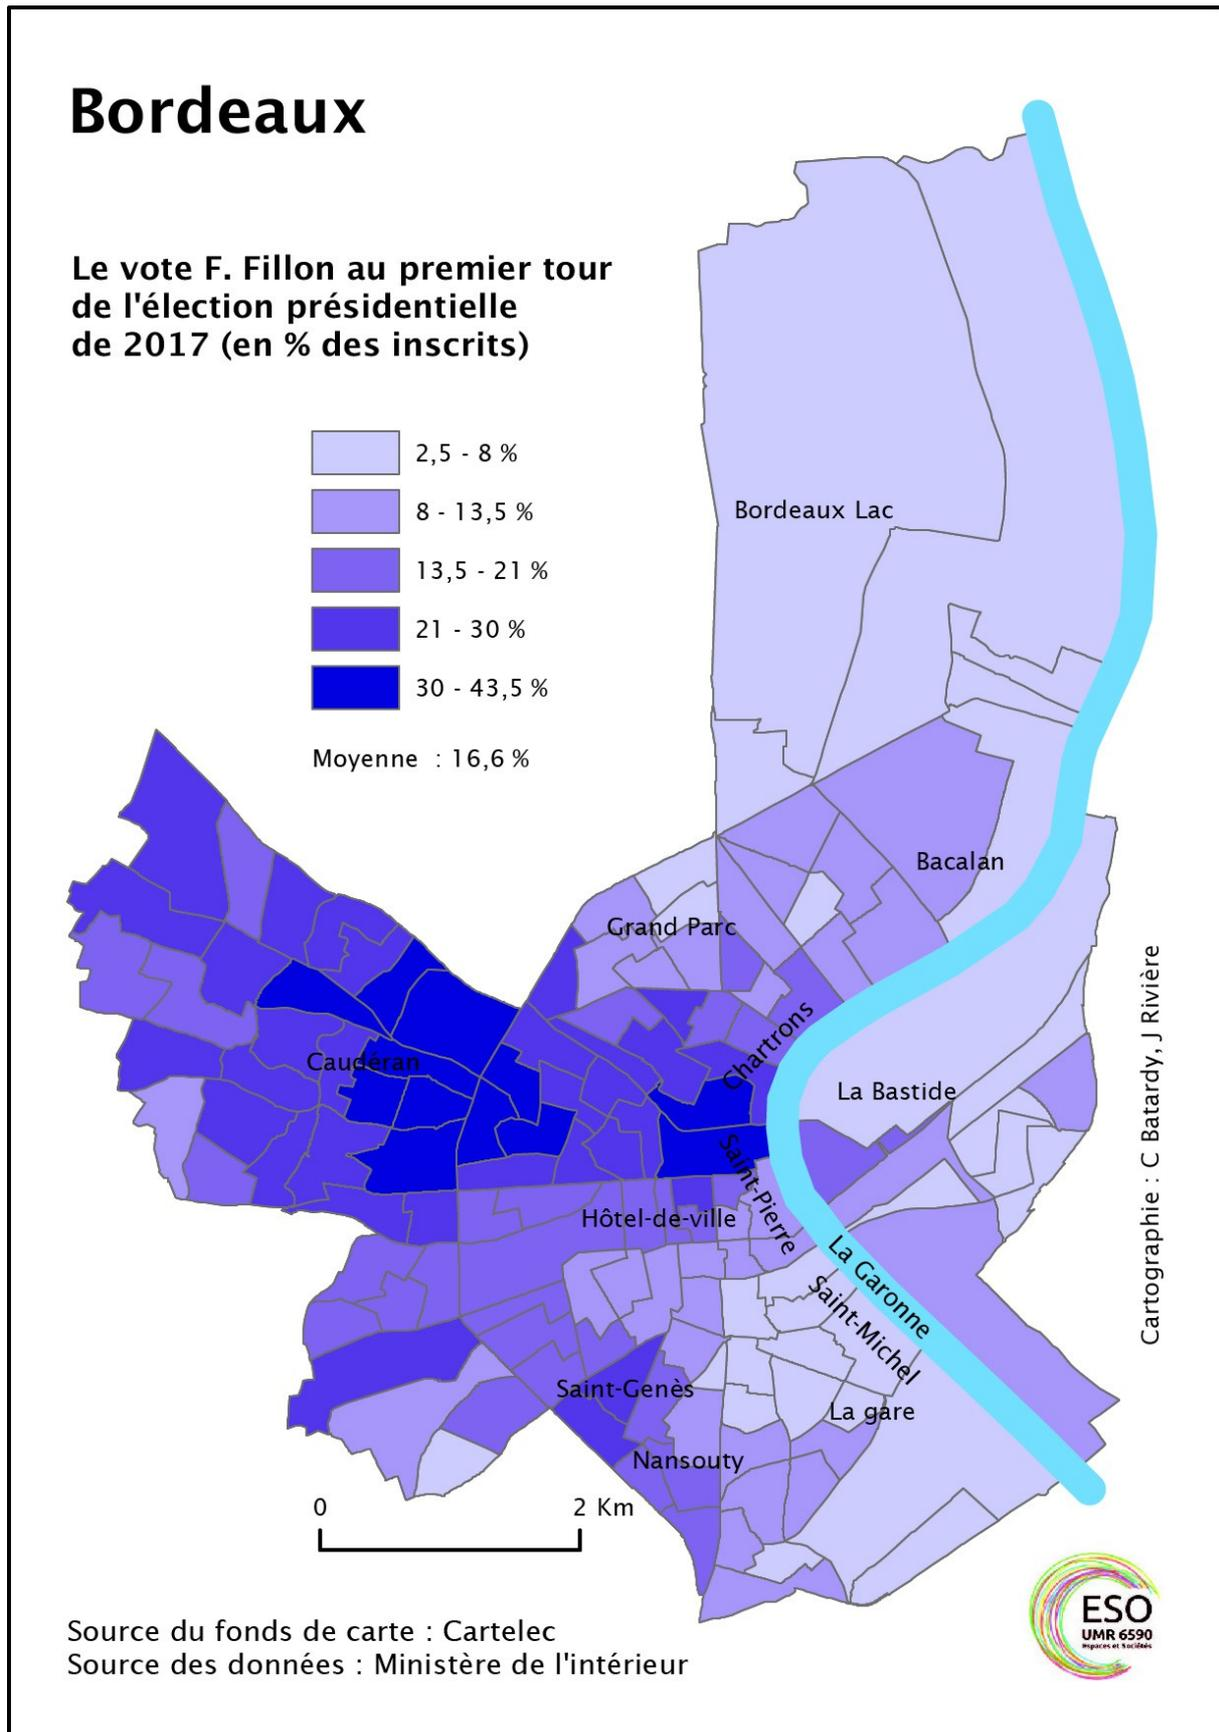 Bordeaux
Le vote F. Fillon au premier tour
de l'élection présidentielle
de 2017 (en % des inscrits)
2,5 - 8 %
8 - 13,5 %
13,5 - 21 %
21 - 30 %
30 - 43,5 %
Moyenne : 16,6 %
Bordeaux Lac
Bacalan
Grand Parc
Chartrons
Caudéran
La Bastide
Saint-Pierre
Hôtel-de-ville
La Garonne
Saint-Michel
Saint-Genès
La gare
Nansouty
Cartographie : C Batardy, J Rivière
0
2 Km
Source du fonds de carte : Cartelec
Source des données : Ministère de l'intérieur
ESO
UMR 6590
Espaces et Sociétés